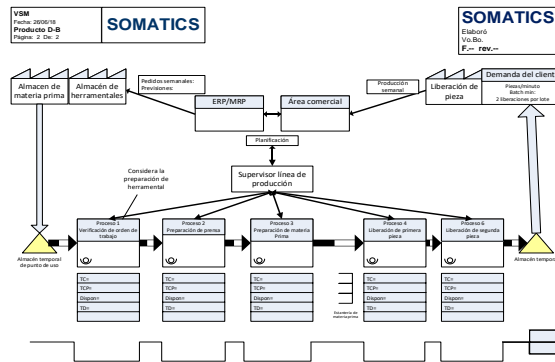 VSM
Fecha: 28/06/18
Producto D-B
Página: 2 De: 2
SOMATICS
SOMATICS
Elaboró
Vo.Bo.
F.-- rev.--
Almacen de materia prima
Almacén de herramentales
Pedidos semanales:
Previsiones:
ERP/MRP
Área comercial
Producción semanal
Liberación de pieza
Demanda del client
Piezas/minuto
Batch min:
2 liberaciones por lote
Planificación
Supervisor línea de producción
Considera la preparación de herramental
Proceso 1
Verificación de orden de trabajo
Proceso 2
Preparación de prensa
Proceso 3
Preparación de materia Prima
Proceso 4
Liberación de primera pieza
Proceso 6
Liberación de segunda pieza
Almacén temporal de punto de uso
Almacén tempor
TC=
TCP=
Dispon=
TD=
TC=
TCP=
Dispon=
TD=
TC=
TCP=
Dispon=
TD=
Estantería de materia prima
TC=
TCP=
Dispon=
TD=
TC=
TCP=
Dispon=
TD=